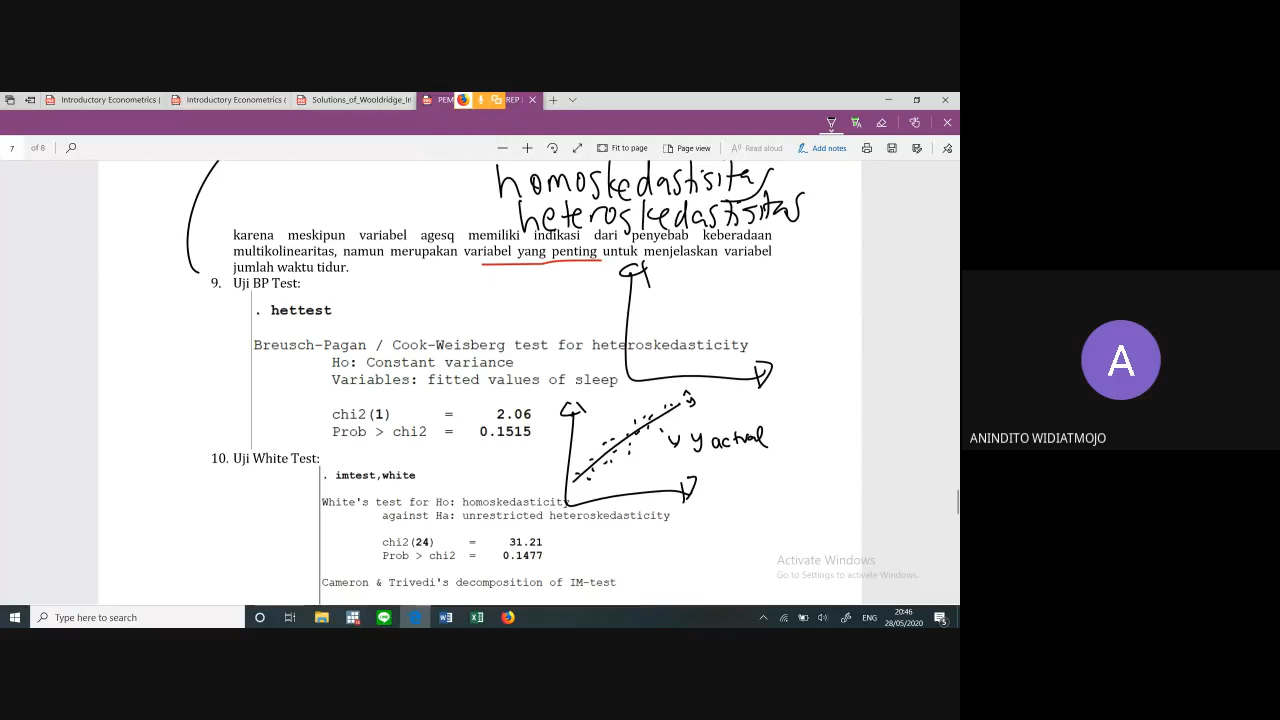 Introductory Econometrics (
Introductory Econometrics (
Solutions_of_Wooldridge_In
PEM
REP
7 of 8
Fit to page
Page view
Read aloud
Add notes
homoskedastisitas
heteroskedastisitas
karena meskipun variabel agesq memiliki indikasi dari penyebab keberadaan
multikolinearitas, namun merupakan variabel yang penting untuk menjelaskan variabel
jumlah waktu tidur.
9. Uji BP Test:
. hettest
Breusch-Pagan / Cook-Weisberg test for heteroskedasticity
Ho: Constant variance
Variables: fitted values of sleep
chi2(1) = 2.06
Prob > chi2 = 0.1515
ŷ
y actual
10. Uji White Test:
. imtest,white
White's test for Ho: homoskedasticity
against Ha: unrestricted heteroskedasticity
chi2(24) = 31.21
Prob > chi2 = 0.1477
Cameron & Trivedi's decomposition of IM-test
Activate Windows
Go to Settings to activate Windows.
A
ANINDITO WIDIATMOJO
Type here to search
ENG
20:46
28/05/2020